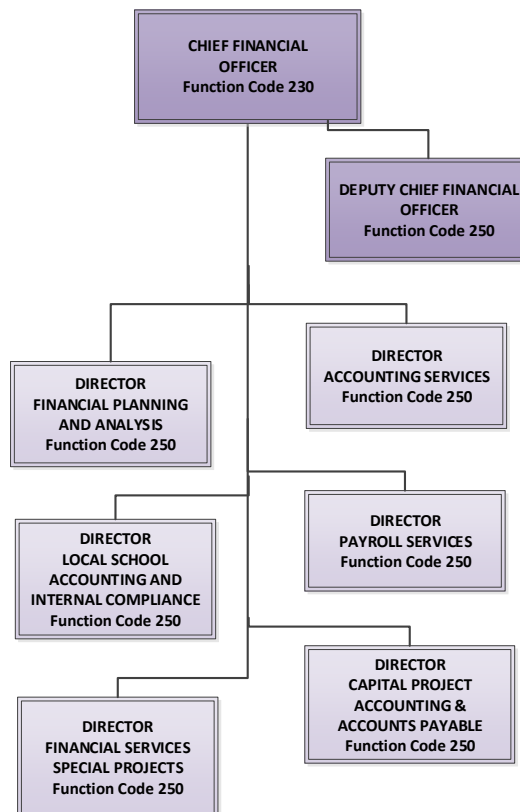 CHIEF FINANCIAL
OFFICER
Function Code 230
DEPUTY CHIEF FINANCIAL
OFFICER
Function Code 250
DIRECTOR
FINANCIAL PLANNING
AND ANALYSIS
Function Code 250
DIRECTOR
ACCOUNTING SERVICES
Function Code 250
DIRECTOR
LOCAL SCHOOL
ACCOUNTING AND
INTERNAL COMPLIANCE
Function Code 250
DIRECTOR
PAYROLL SERVICES
Function Code 250
DIRECTOR
FINANCIAL SERVICES
SPECIAL PROJECTS
Function Code 250
DIRECTOR
CAPITAL PROJECT
ACCOUNTING &
ACCOUNTS PAYABLE
Function Code 250